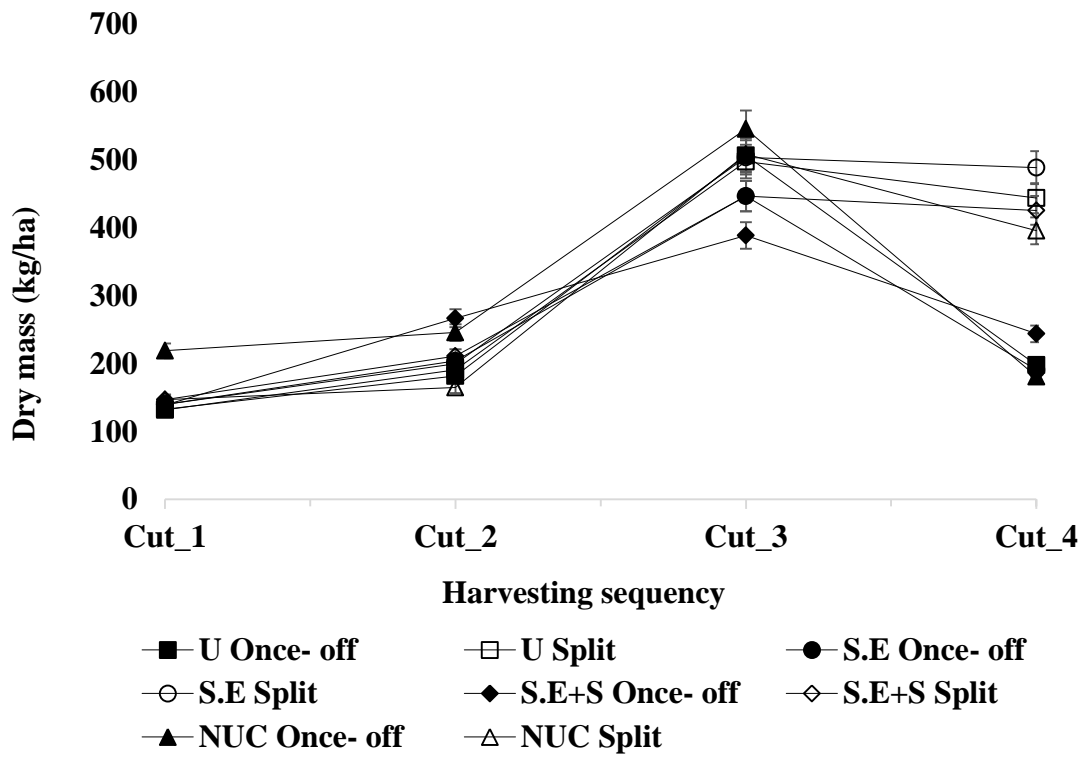 700
600
500
400
300
200
100
0
Dry mass (kg/ha)
Cut_1 Cut_2 Cut_3 Cut_4
Harvesting sequency
U Once- off U Split S.E Once- off
S.E Split S.E+S Once- off S.E+S Split
NUC Once- off NUC Split